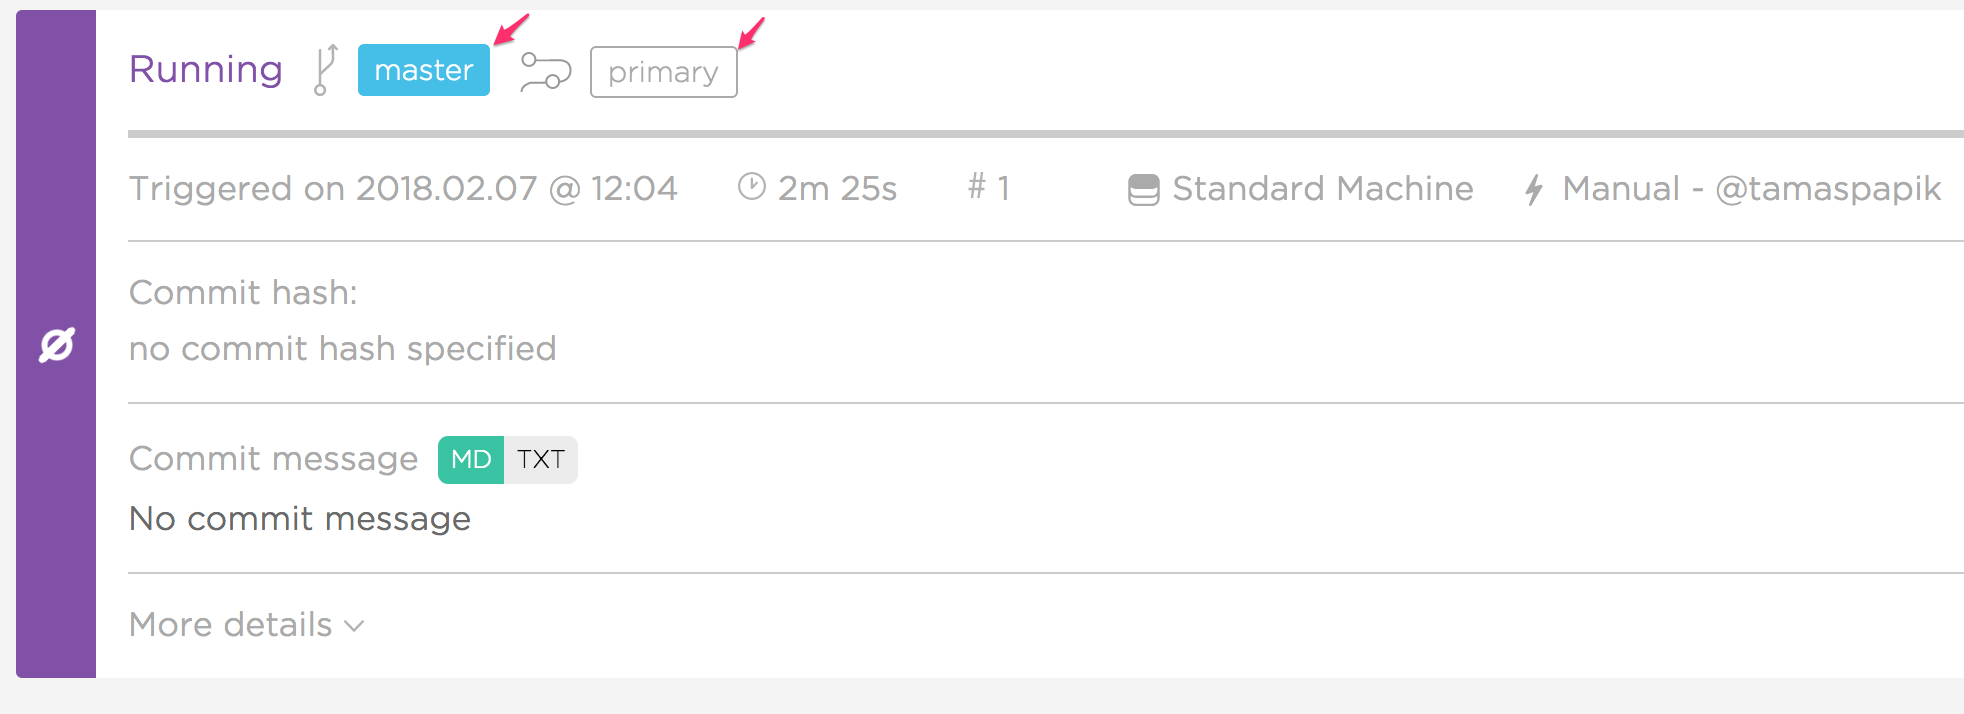 Running master primary
Triggered on 2018.02.07 @ 12:04 2m 25s # 1 Standard Machine Manual - @tamaspapik
Commit hash:
no commit hash specified
Commit message MD TXT
No commit message
More details